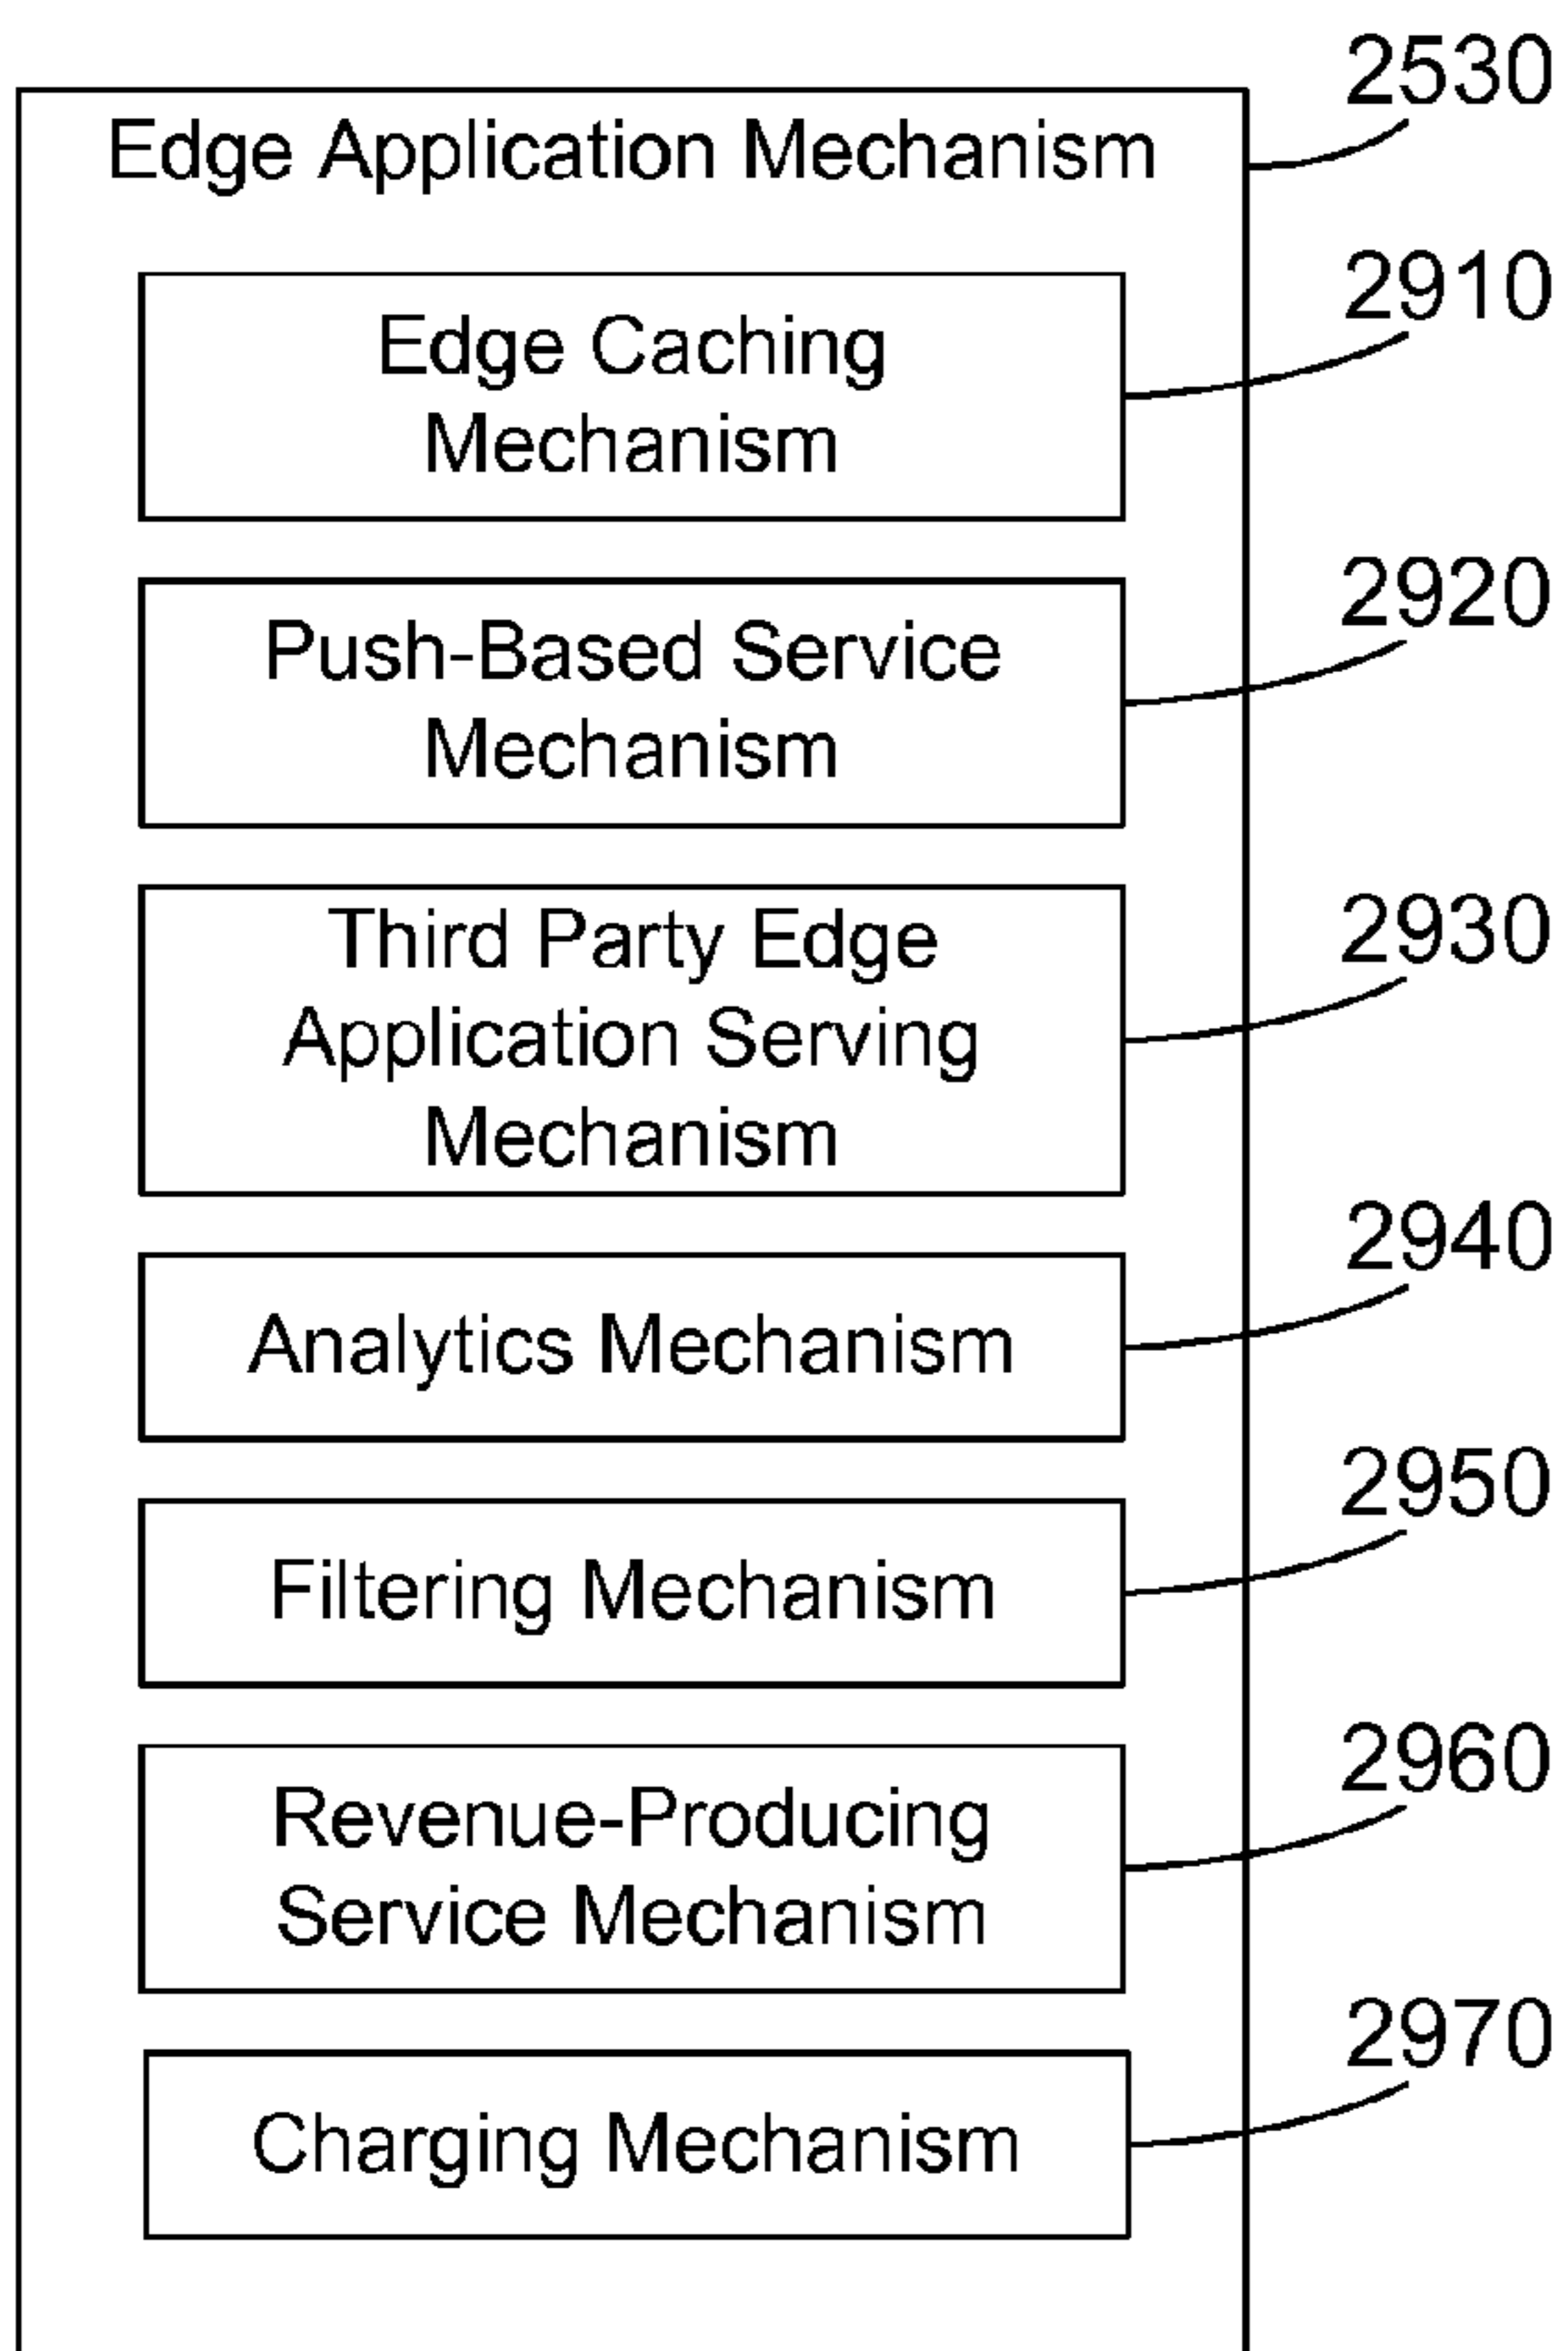 2530
Edge Application Mechanism
2910
Edge Caching
Mechanism
2920
Push-Based Service
Mechanism
2930
Third Party Edge
Application Serving
Mechanism
2940
Analytics Mechanism
2950
Filtering Mechanism
2960
Revenue-Producing
Service Mechanism
2970
Charging Mechanism